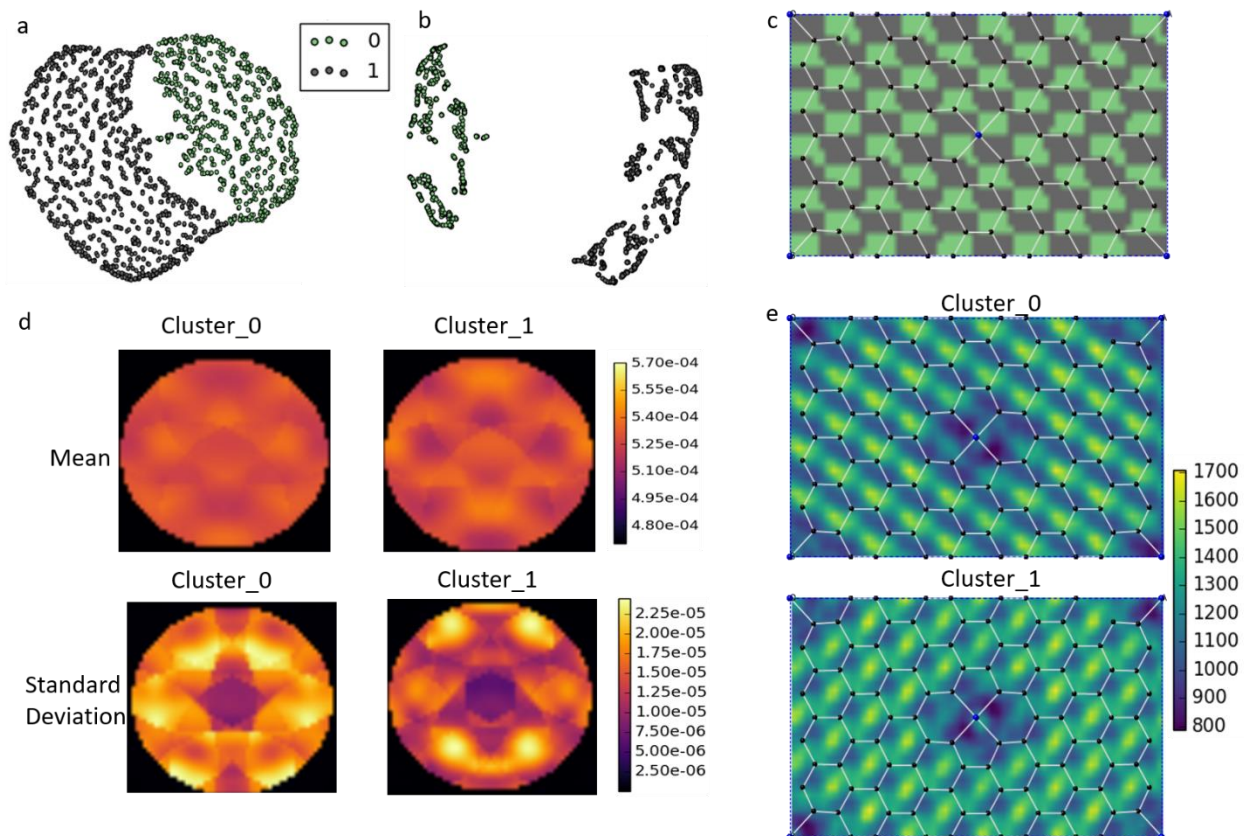 a
b
c
0
1
d
Cluster_0
Cluster_1
Mean
5.70e-04
5.55e-04
5.40e-04
5.25e-04
5.10e-04
4.95e-04
4.80e-04
Cluster_0
Cluster_1
Standard
Deviation
2.25e-05
2.00e-05
1.75e-05
1.50e-05
1.25e-05
1.00e-05
7.50e-06
5.00e-06
2.50e-06
e
Cluster_0
Cluster_1
1700
1600
1500
1400
1300
1200
1100
1000
900
800